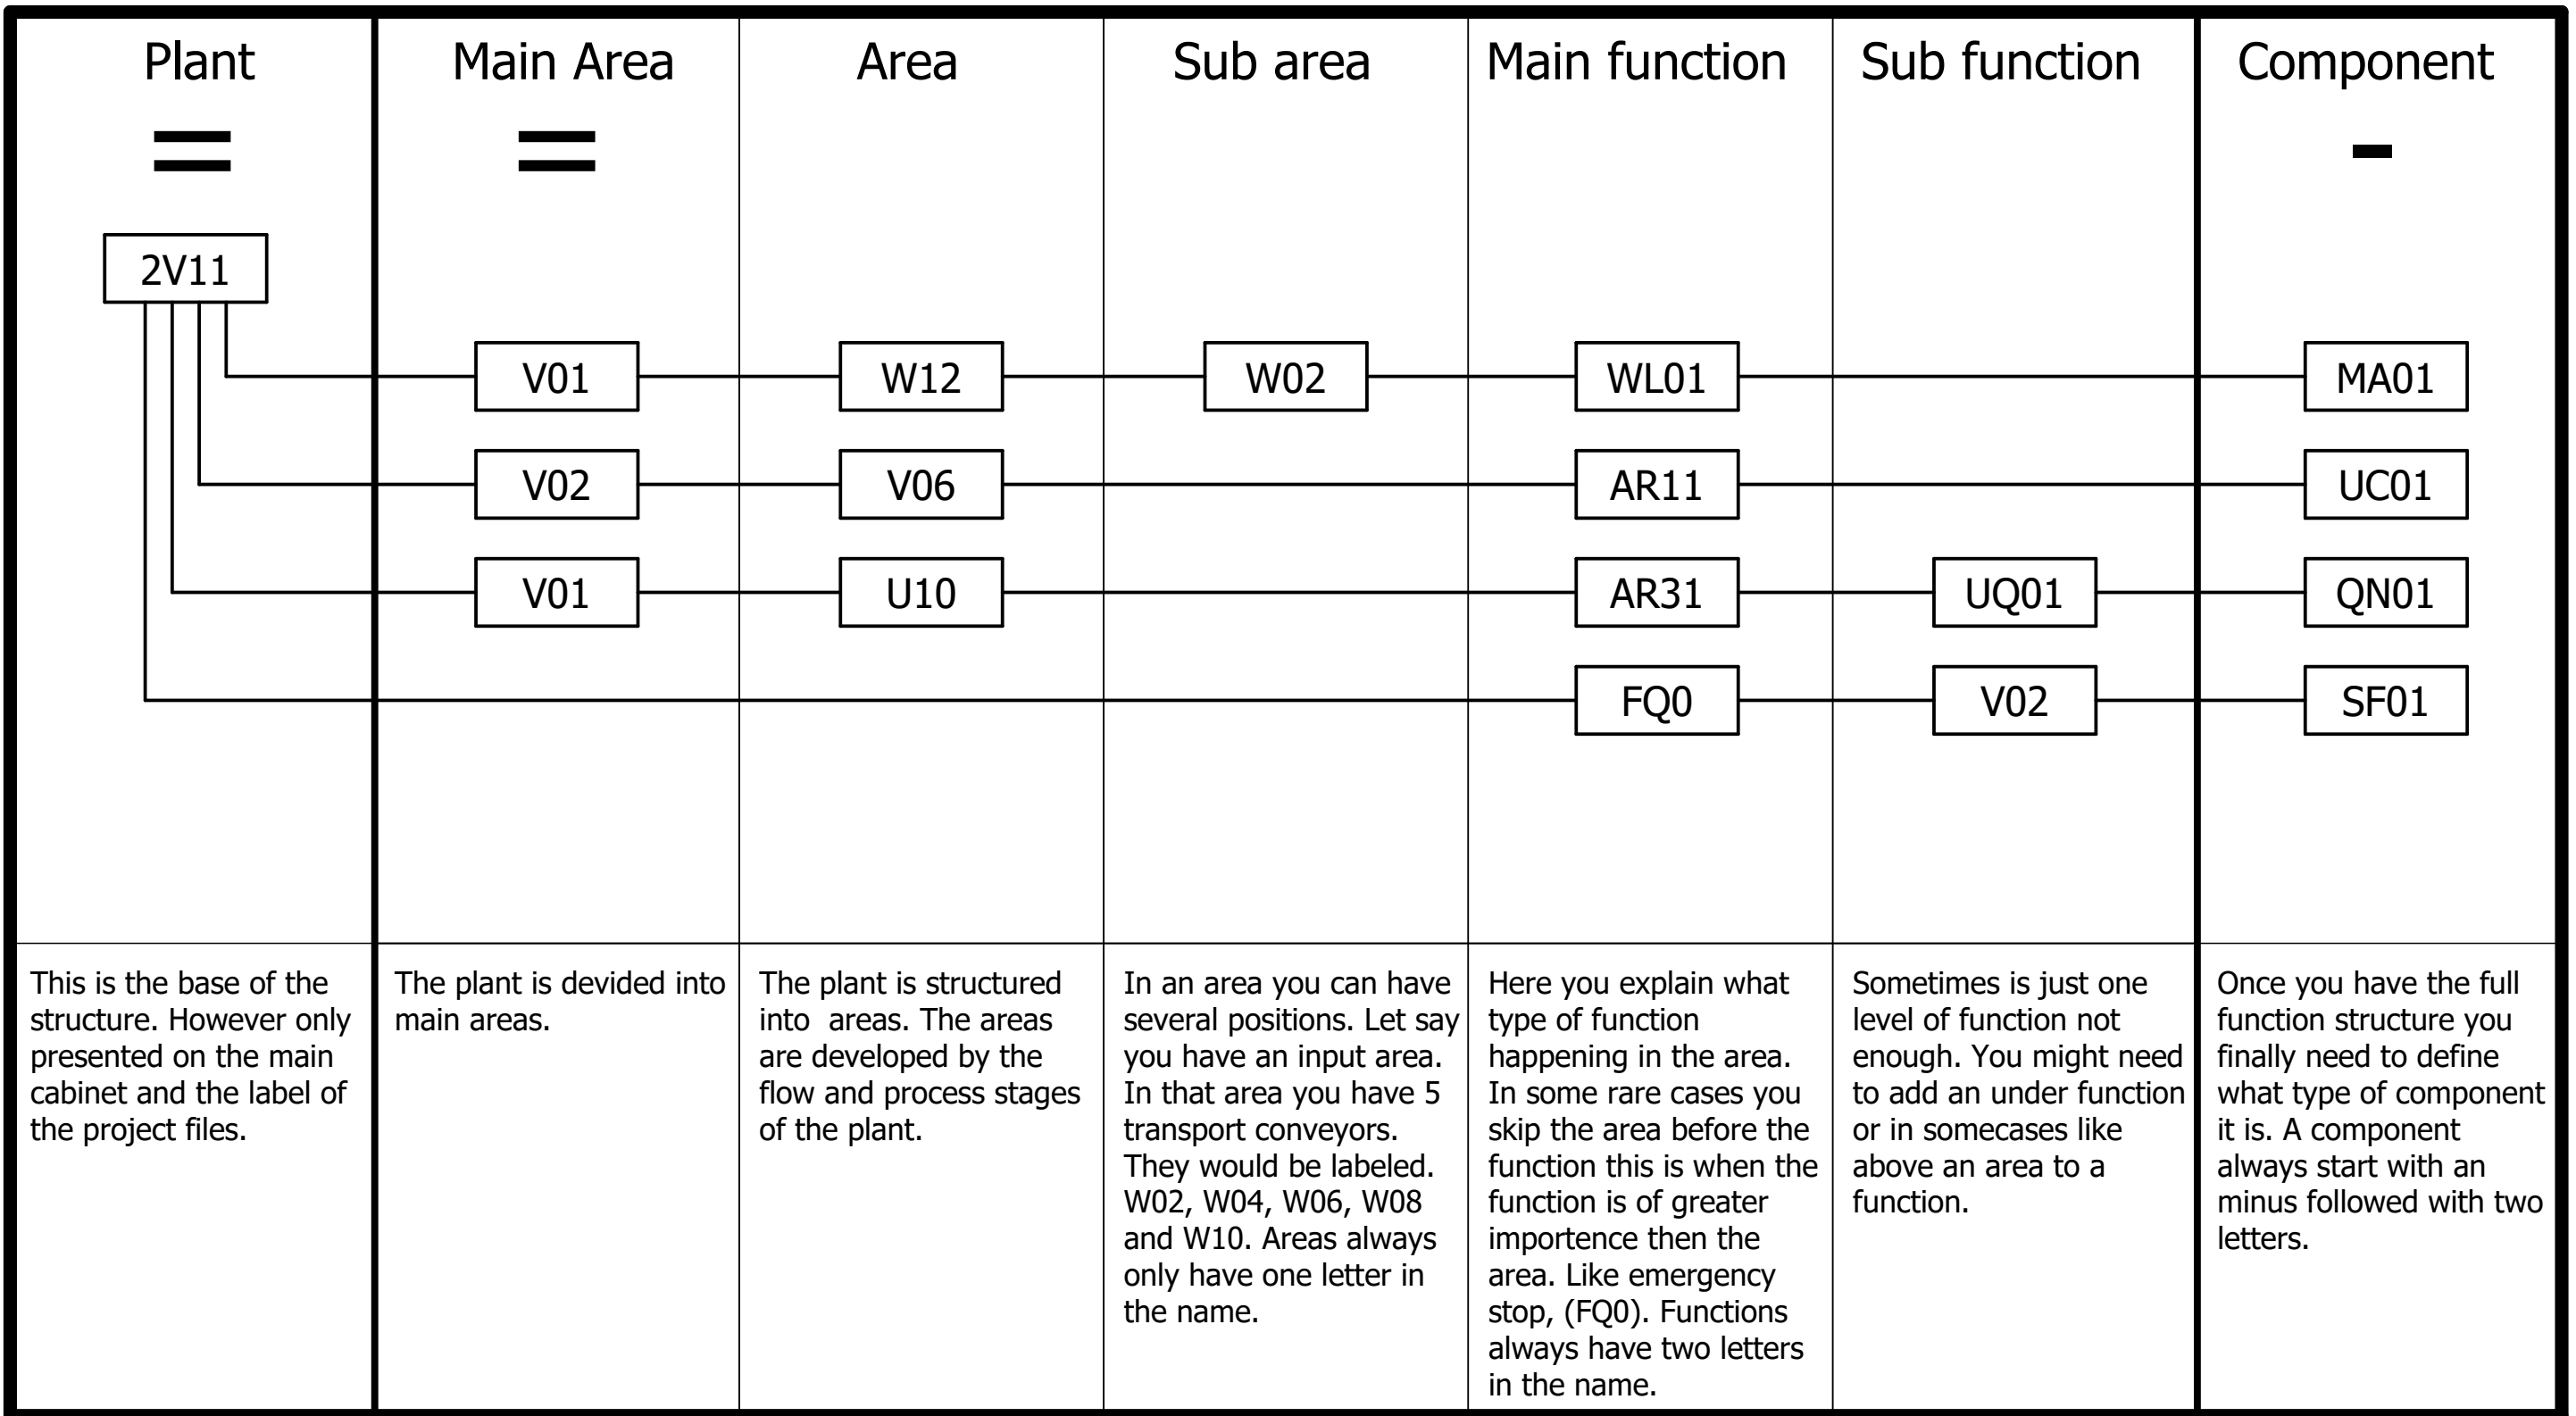 Plant
Main Area
Area
Sub area
Main function
Sub function
Component
=
=
-
2V11
V01
W12
W02
WL01
MA01
V02
V06
AR11
UC01
V01
U10
AR31
UQ01
QN01
FQ0
V02
SF01
This is the base of the
structure. However only
presented on the main
cabinet and the label of
the project files.
The plant is devided into
main areas.
The plant is structured
into  areas. The areas
are developed by the
flow and process stages
of the plant.
In an area you can have
several positions. Let say
you have an input area.
In that area you have 5
transport conveyors.
They would be labeled.
W02, W04, W06, W08
and W10. Areas always
only have one letter in
the name.
Here you explain what
type of function
happening in the area.
In some rare cases you
skip the area before the
function this is when the
function is of greater
importence then the
area. Like emergency
stop, (FQ0). Functions
always have two letters
in the name.
Sometimes is just one
level of function not
enough. You might need
to add an under function
or in somecases like
above an area to a
function.
Once you have the full
function structure you
finally need to define
what type of component
it is. A component
always start with an
minus followed with two
letters.